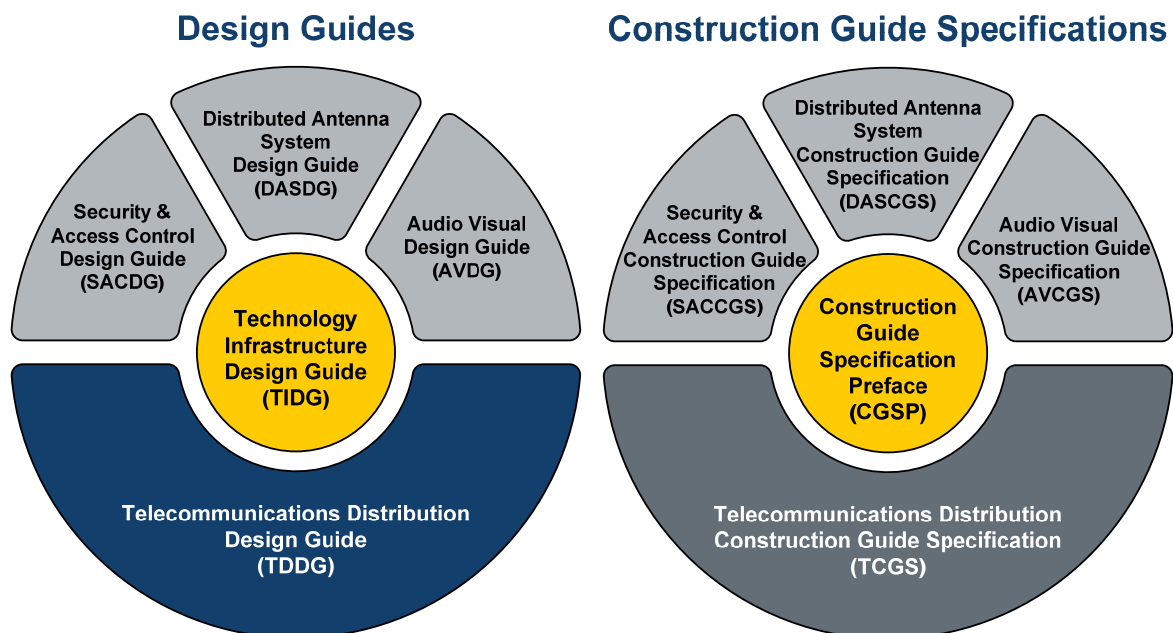 Design Guides
Distributed Antenna
System
Design Guide
(DASDG)
Security &
Access Control
Design Guide
(SACDG)
Audio Visual
Design Guide
(AVDG)
Technology
Infrastructure
Design Guide
(TIDG)
Telecommunications Distribution
Design Guide
(TDDG)
Construction Guide Specifications
Distributed Antenna
System
Construction Guide
Specification
(DASCGS)
Security &
Access Control
Construction Guide
Specification
(SACCGS)
Audio Visual
Construction Guide
Specification
(AVCGS)
Construction
Guide
Specification
Preface
(CGSP)
Telecommunications Distribution
Construction Guide Specification
(TCGS)